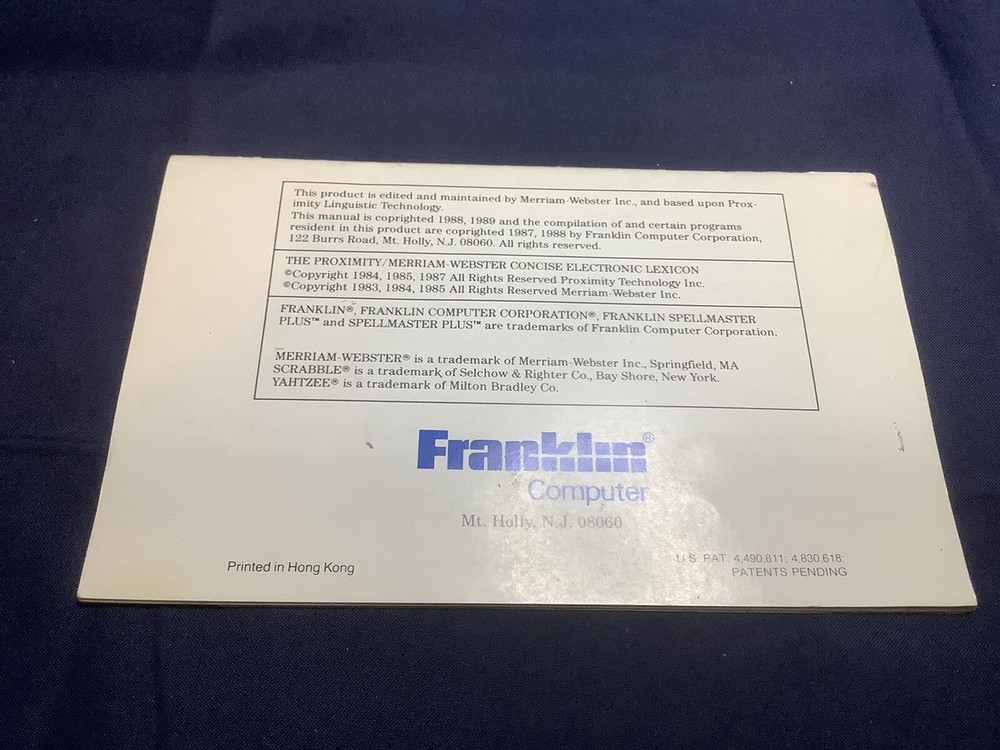 This product is edited and maintained by Merriam-Webster Inc., and based upon Prox-
imity Linguistic Technology.
This manual is coprighted 1988, 1989 and the compilation of and certain programs
resident in this product are coprighted 1987, 1988 by Franklin Computer Corporation,
122 Burrs Road, Mt. Holly, N.J. 08060. All rights reserved.
THE PROXIMITY/MERRIAM-WEBSTER CONCISE ELECTRONIC LEXICON
©Copyright 1984, 1985, 1987 All Rights Reserved Proximity Technology Inc.
©Copyright 1983, 1984, 1985 All Rights Reserved Merriam-Webster Inc.
FRANKLIN®, FRANKLIN COMPUTER CORPORATION®, FRANKLIN SPELLMASTER
PLUS™ and SPELLMASTER PLUS™ are trademarks of Franklin Computer Corporation.
MERRIAM-WEBSTER® is a trademark of Merriam-Webster Inc., Springfield, MA
SCRABBLE® is a trademark of Selchow & Righter Co., Bay Shore, New York.
YAHTZEE® is a trademark of Milton Bradley Co.
Franklin®
Computer
Mt. Holly, N.J. 08060
Printed in Hong Kong
U.S. PAT. 4,490,811; 4,830,618;
PATENTS PENDING